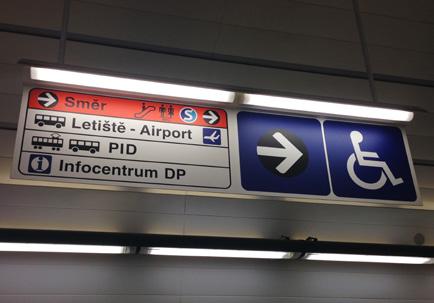 Směr S
Letiště - Airport
PID
i Infocentrum DP